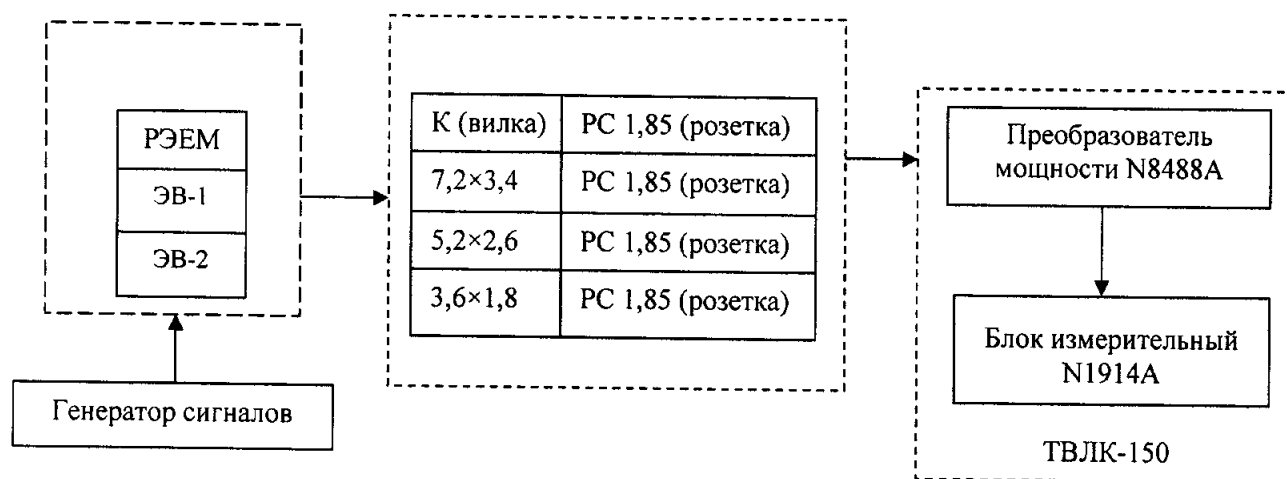 РЭЕМ
ЭВ-1
ЭВ-2
Генератор сигналов
К (вилка) РС 1,85 (розетка)
7,2×3,4 РС 1,85 (розетка)
5,2×2,6 РС 1,85 (розетка)
3,6×1,8 РС 1,85 (розетка)
Преобразователь
мощности N8488A
Блок измерительный
N1914A
ТВЛК-150